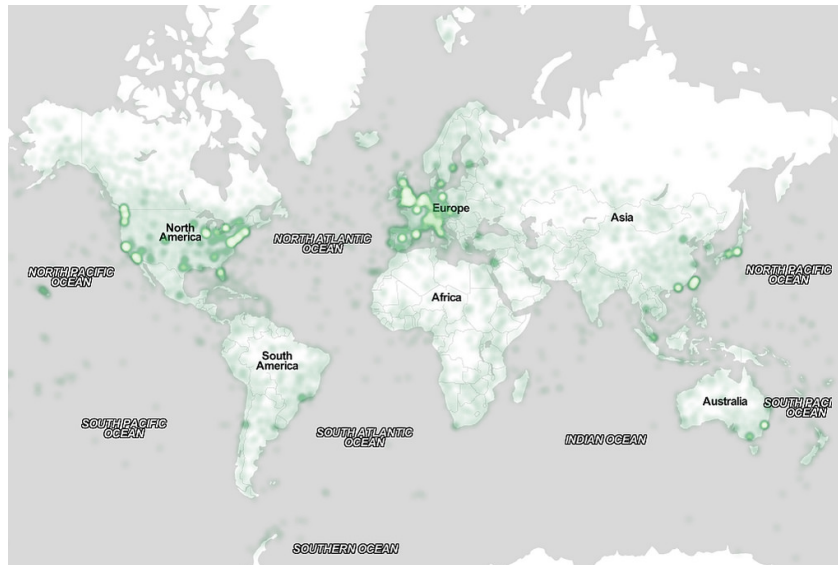 Europe
Asia
North
America
NORTH ATLANTIC
OCEAN
NORTH PACIFIC
OCEAN
NORTH PACIFIC
OCEAN
Africa
South
America
Australia
SOUTH PACI
OCEAN
SOUTH PACIFIC
OCEAN
SOUTH ATLANTIC
OCEAN
INDIAN OCEAN
SOUTHERN OCEAN